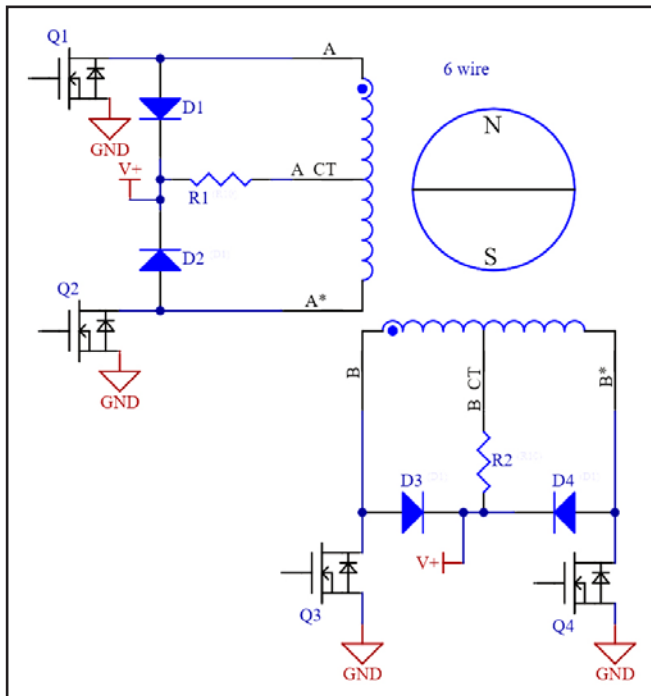 Q1
A
6 wire
D1
GND
N
V+
A CT
R1
S
D2
Q2
A*
GND
B
B CT
B*
R2
D3
D4
V+
Q3
Q4
GND
GND